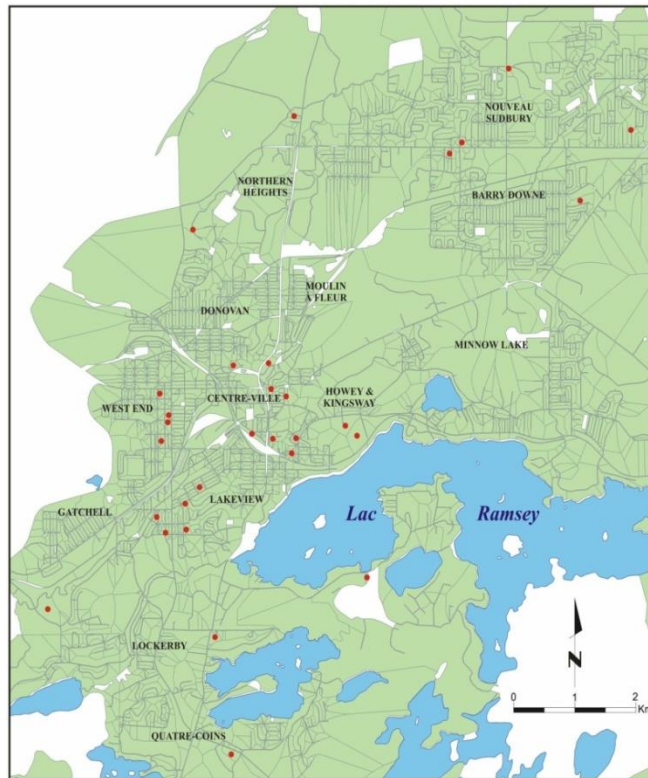 NOUVEAU
SUDBURY
NORTHERN
HEIGHTS
BARRY DOWNE
MOULIN
À FLEUR
DONOVAN
MINNOW LAKE
WEST END
CENTRE-VILLE
HOWEY &
KINGSWAY
GATCHELL
LAKEVIEW
Lac Ramsey
LOCKERBY
N
0 1 2
Km
QUATRE-COINS